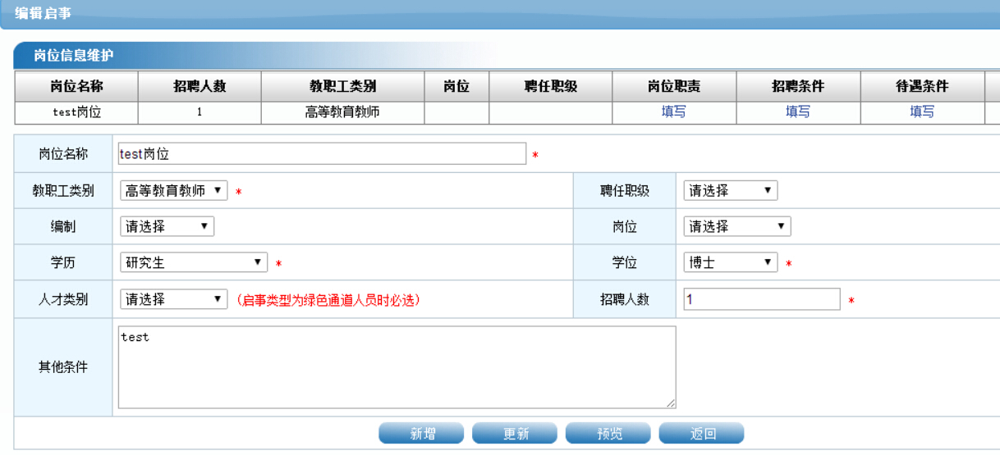 编辑启事
岗位信息维护
岗位名称 招聘人数 教职工类别 岗位 聘任职级 岗位职责 招聘条件 待遇条件
test岗位 1 高等教育教师 填写 填写 填写
岗位名称 test岗位 *
教职工类别 高等教育教师 * 聘任职级 请选择
编制 请选择 岗位 请选择
学历 研究生 * 学位 博士 *
人才类别 请选择 (启事类型为绿色通道人员时必选) 招聘人数 1 *
其他条件 test
新增 更新 预览 返回